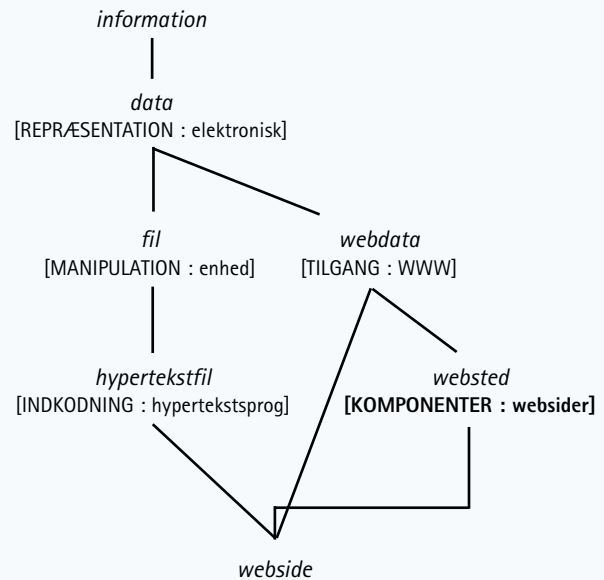 information
data
[REPRÆSENTATION : elektronisk]
fil
[MANIPULATION : enhed]
webdata
[TILGANG : WWW]
hypertekstfil
[INDKODNING : hypertekstsprog]
websted
[KOMPONENTER : websider]
webside